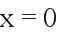 x = 0